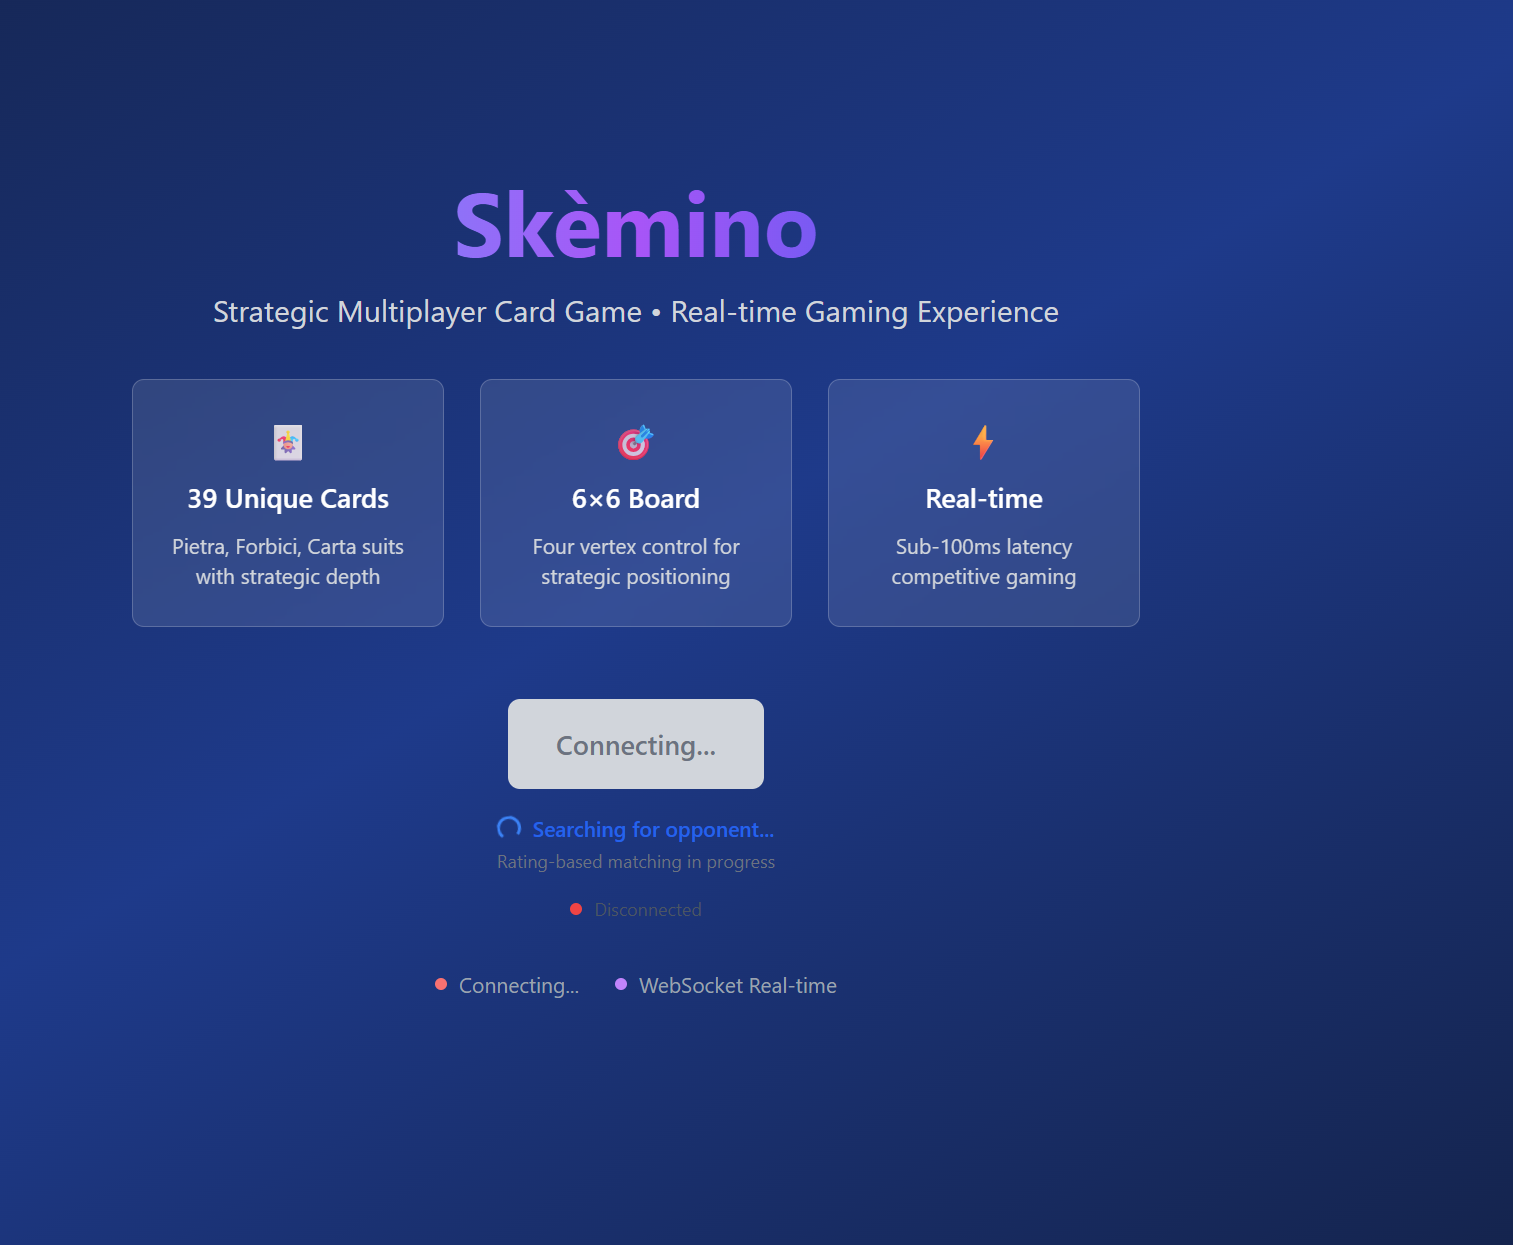 Skèmino
Strategic Multiplayer Card Game • Real-time Gaming Experience
39 Unique Cards
Pietra, Forbici, Carta suits
with strategic depth
6×6 Board
Four vertex control for
strategic positioning
Real-time
Sub-100ms latency
competitive gaming
Connecting...
Searching for opponent...
Rating-based matching in progress
Disconnected
Connecting...
WebSocket Real-time